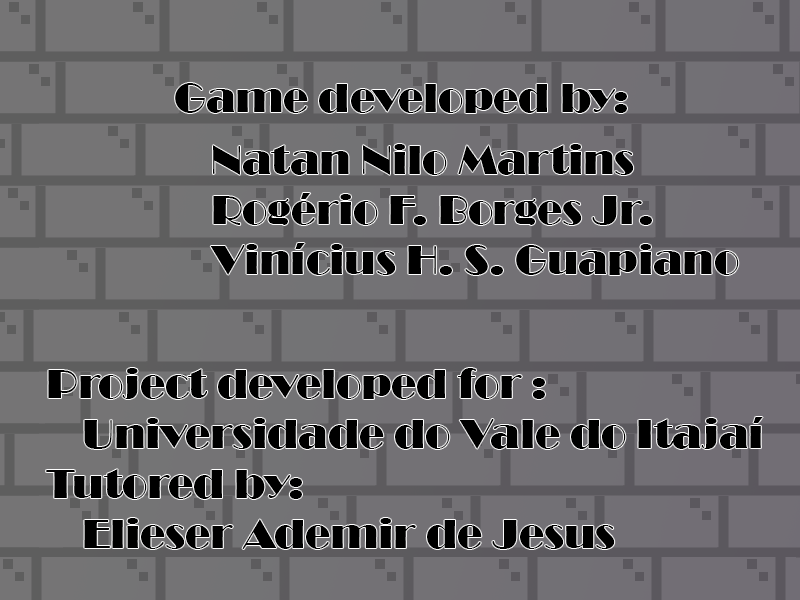 Game developed by:
Natan Nilo Martins
Rogério F. Borges Jr.
Vinícius H. S. Guapiano
Project developed for :
Universidade do Vale do Itajaí
Tutored by:
Elieser Ademir de Jesus